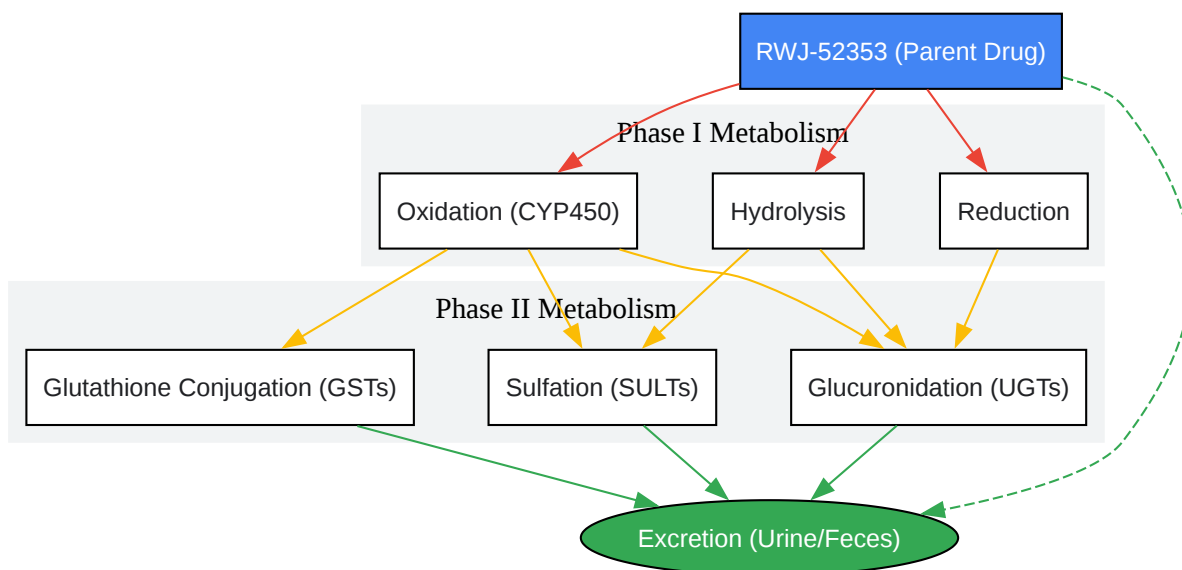 RWJ-52353 (Parent Drug)
Phase I Metabolism
Oxidation (CYP450)
Hydrolysis
Reduction
Phase II Metabolism
Glutathione Conjugation (GSTs)
Sulfation (SULTs)
Glucuronidation (UGTs)
Excretion (Urine/Feces)